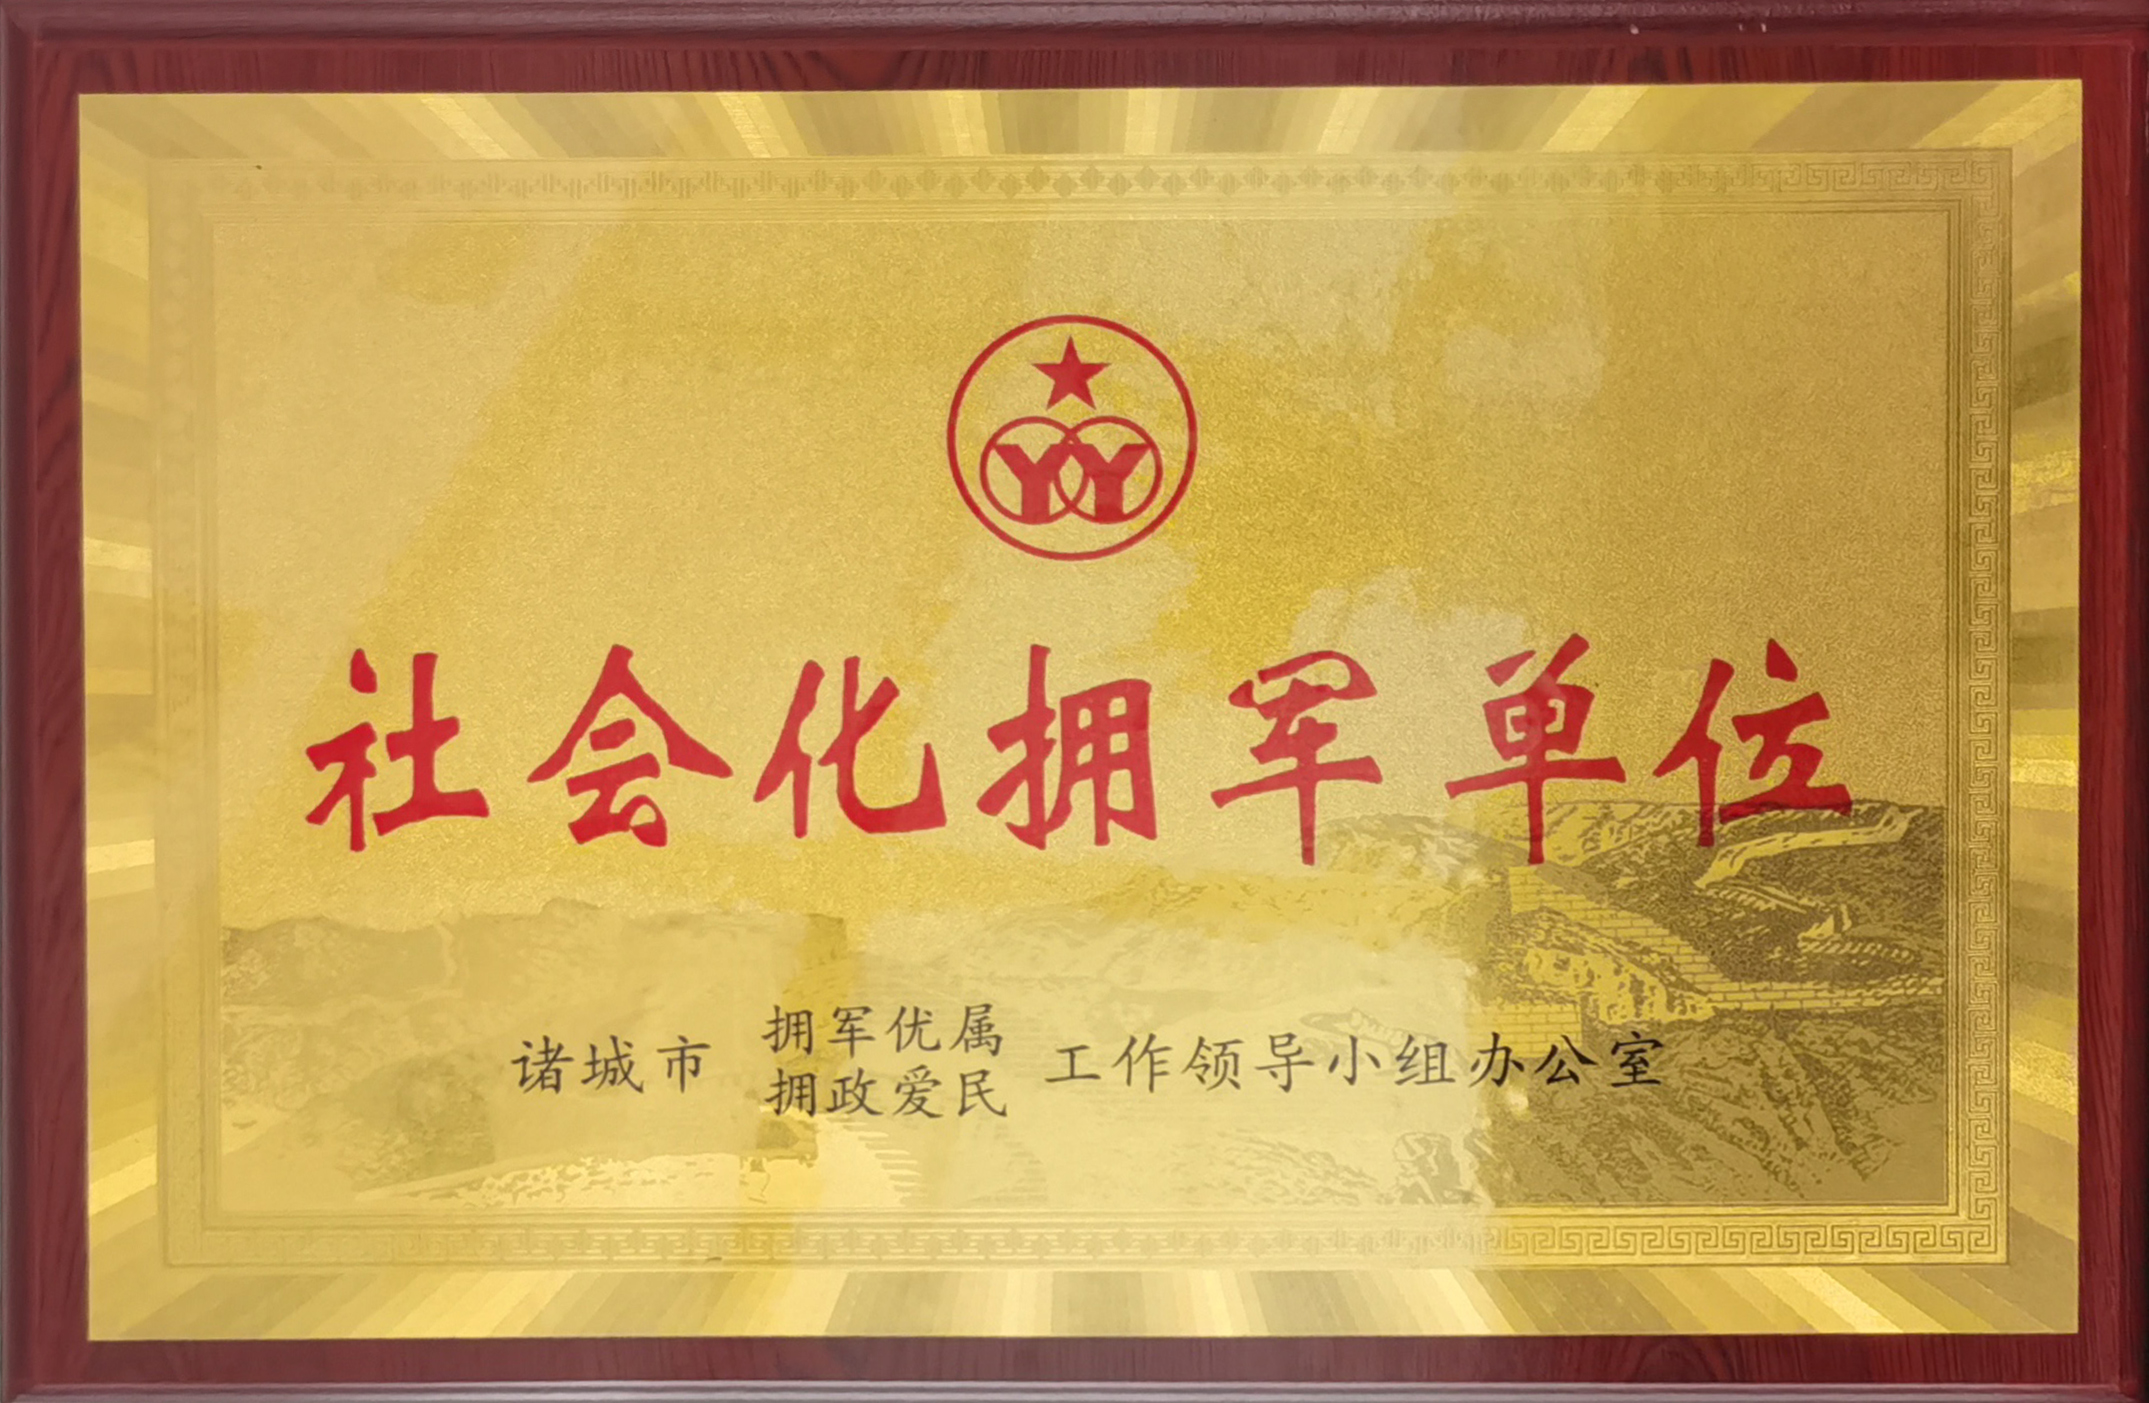 YY
社会化拥军单位
诸城市 拥军优属 工作领导小组办公室
拥政爱民